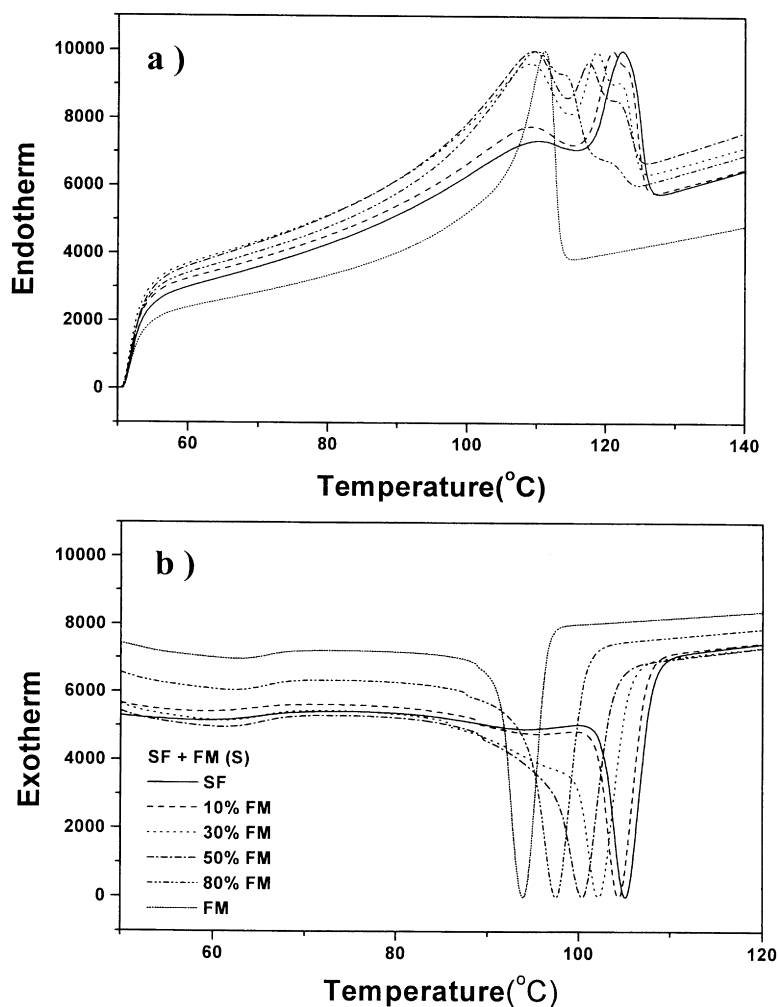 a )
10000
8000
6000
4000
2000
0
Endotherm
60
80
100
120
140
Temperature(°C)
b )
10000
8000
6000
4000
2000
0
Exotherm
SF + FM (S)
SF
10% FM
30% FM
50% FM
80% FM
FM
60
80
100
120
Temperature(°C)